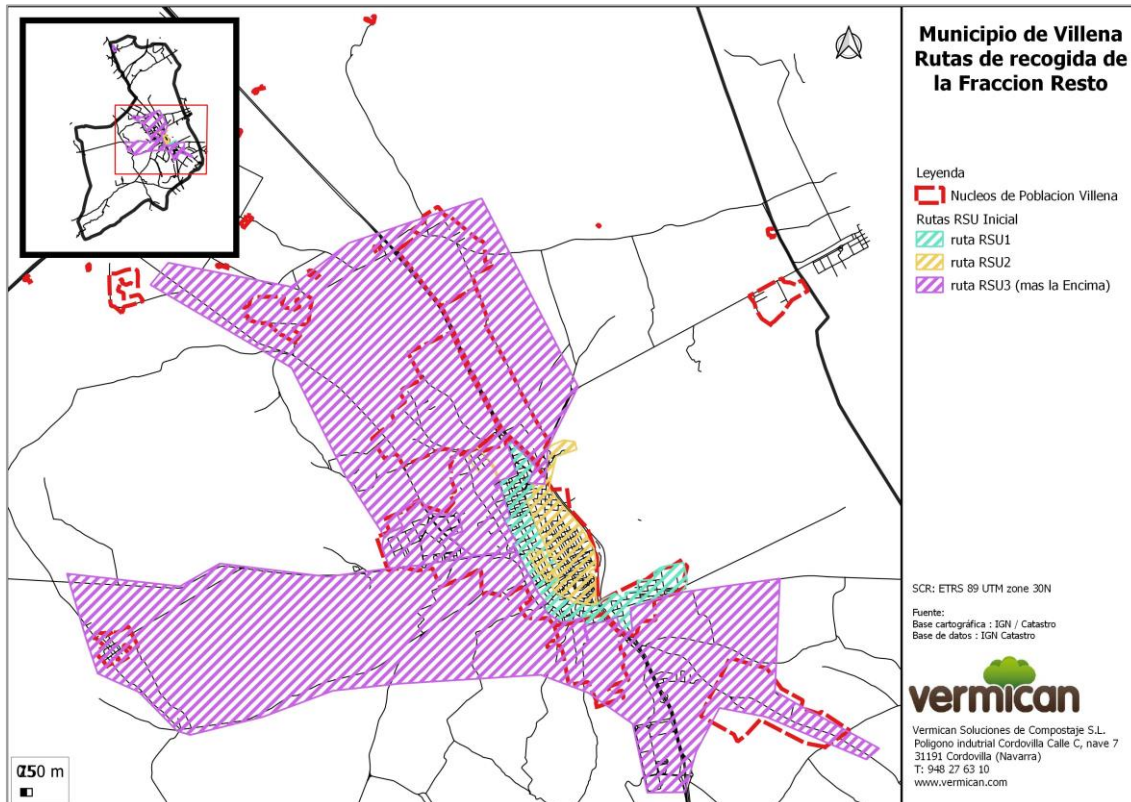 Municipio de Villena
Rutas de recogida de
la Fraccion Resto
Leyenda
Nucleos de Poblacion Villena
Rutas RSU Inicial
ruta RSU1
ruta RSU2
ruta RSU3 (mas la Encima)
SCR: ETRS 89 UTM zone 30N
Fuente:
Base cartográfica : IGN / Catastro
Base de datos : IGN Catastro
vermican
Vermican Soluciones de Compostaje S.L.
Poligono indutrial Cordovilla Calle C, nave 7
31191 Cordovilla (Navarra)
T: 948 27 63 10
www.vermican.com
m